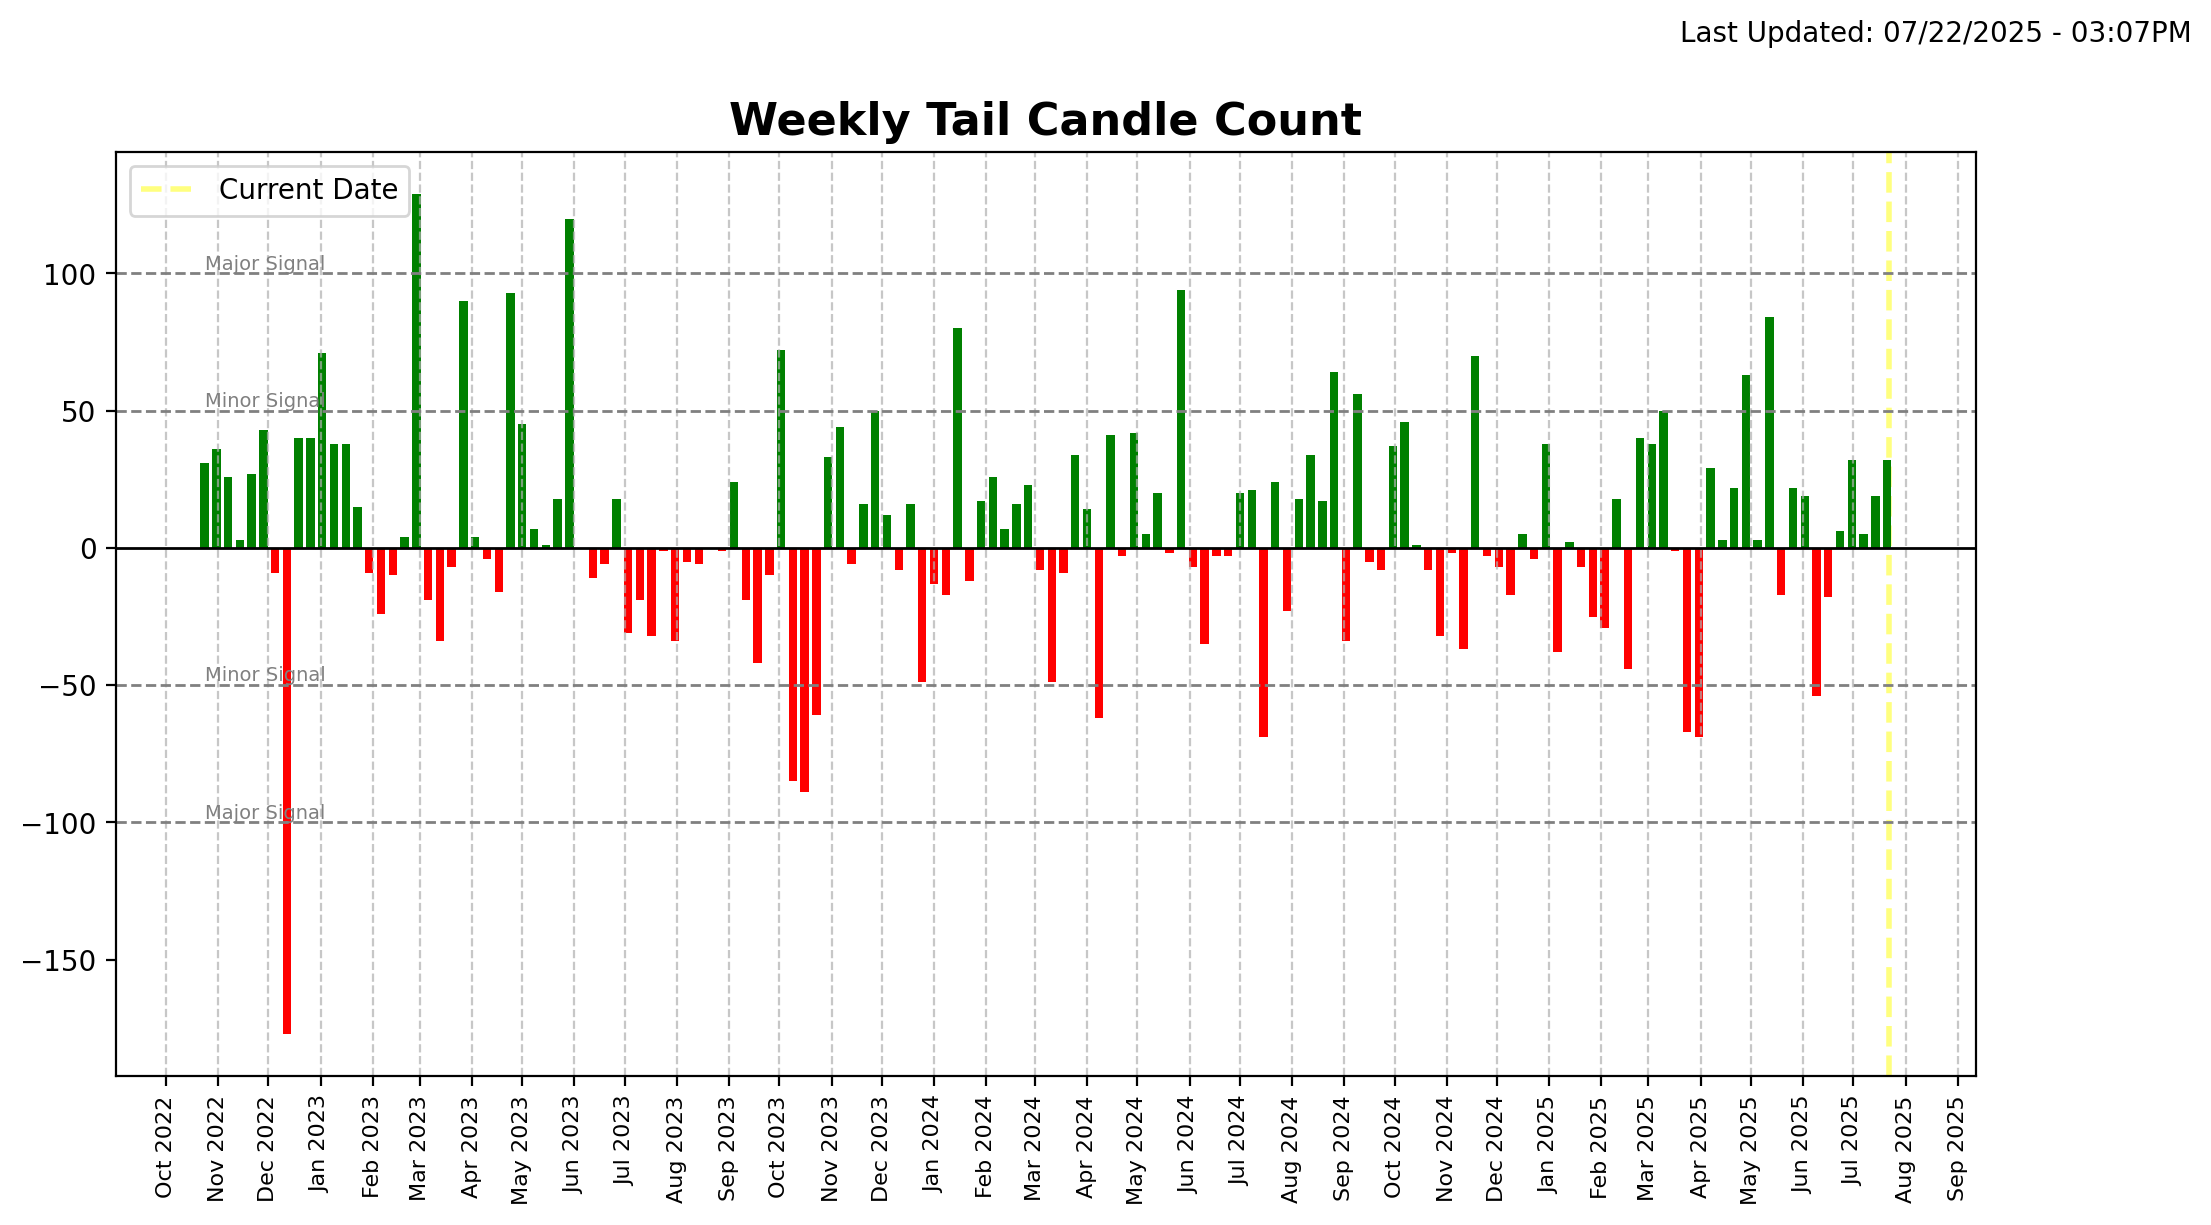 Last Updated: 07/22/2025 - 03:07PM
Weekly Tail Candle Count
Current Date
Major Signal
100
Minor Signal
50
0
Minor Signal
−50
Major Signal
−100
−150
Oct 2022
Nov 2022
Dec 2022
Jan 2023
Feb 2023
Mar 2023
Apr 2023
May 2023
Jun 2023
Jul 2023
Aug 2023
Sep 2023
Oct 2023
Nov 2023
Dec 2023
Jan 2024
Feb 2024
Mar 2024
Apr 2024
May 2024
Jun 2024
Jul 2024
Aug 2024
Sep 2024
Oct 2024
Nov 2024
Dec 2024
Jan 2025
Feb 2025
Mar 2025
Apr 2025
May 2025
Jun 2025
Jul 2025
Aug 2025
Sep 2025